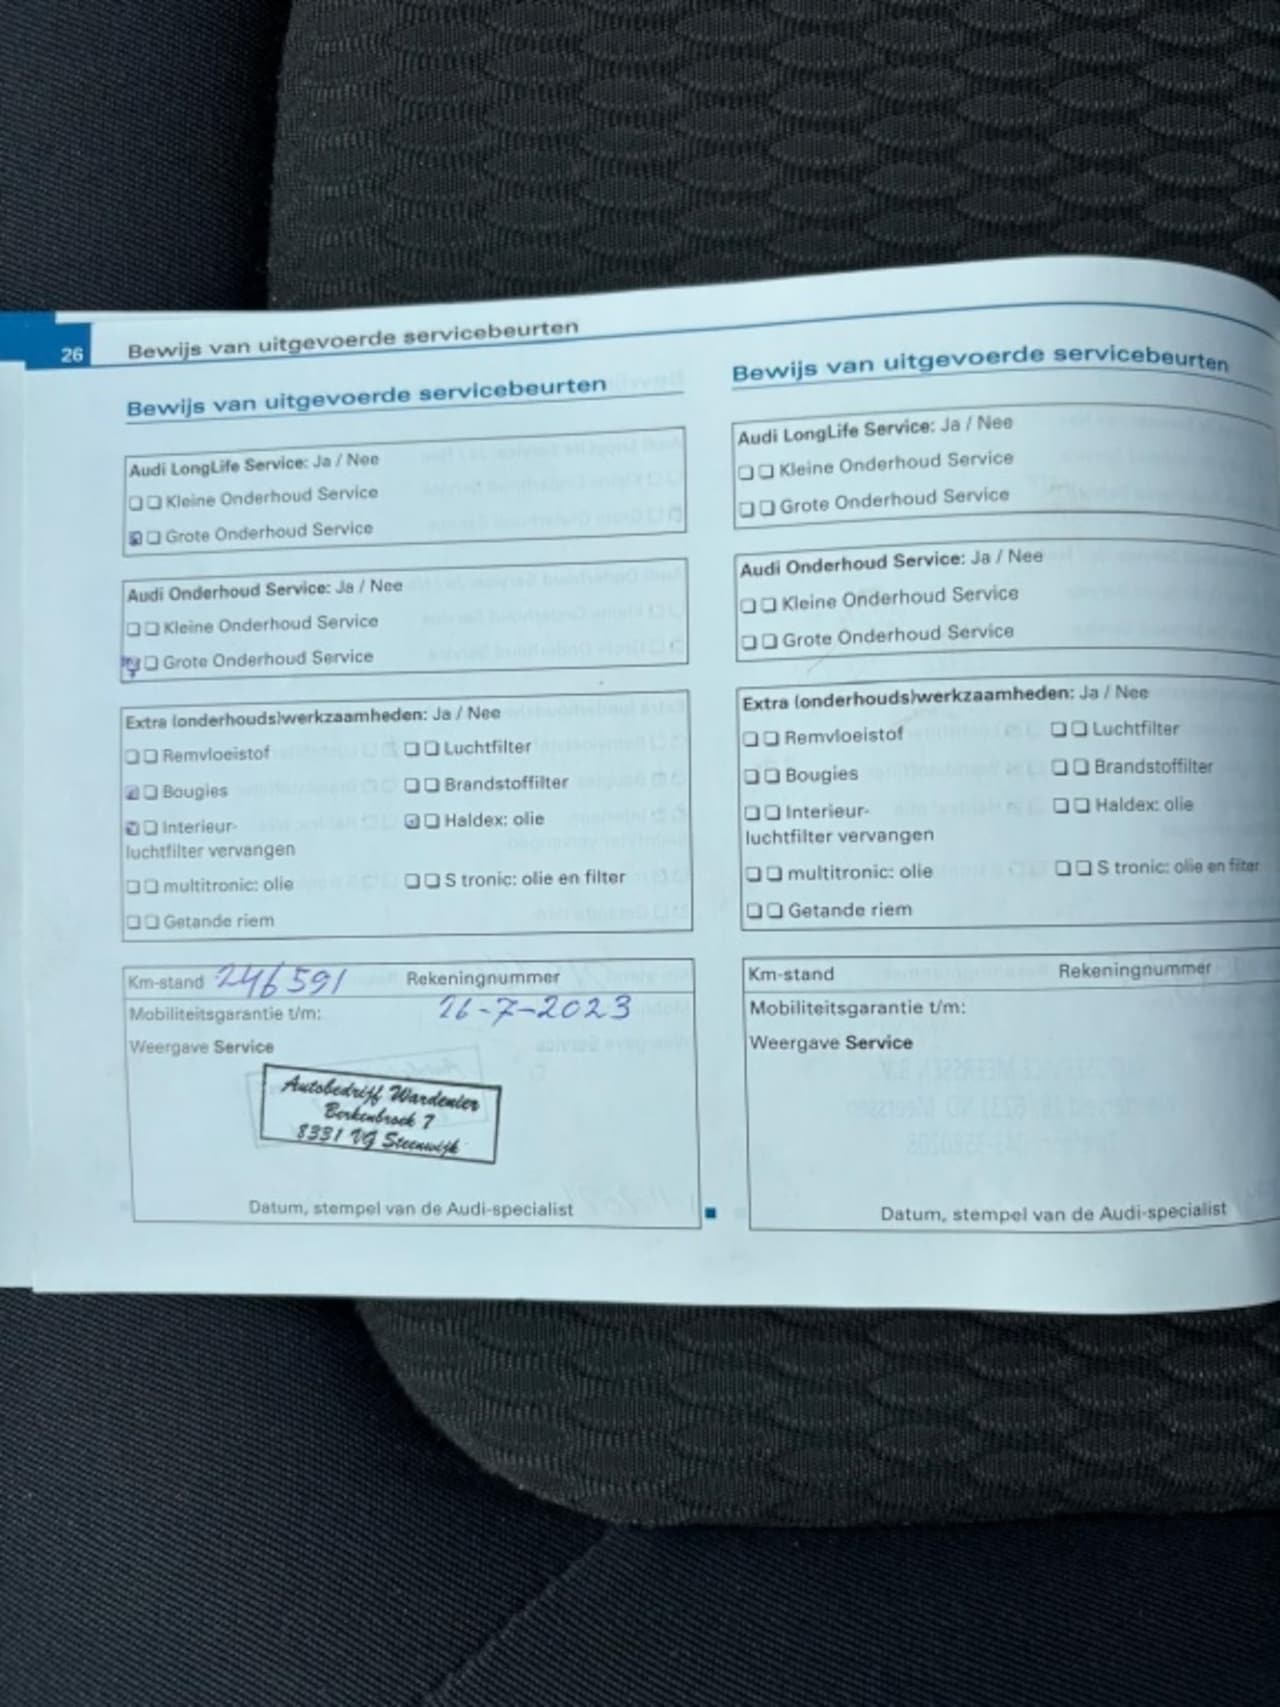 26
Bewijs van uitgevoerde servicebeurten
Bewijs van uitgevoerde servicebeurten
Audi LongLife Service: Ja / Nee
Kleine Onderhoud Service
Grote Onderhoud Service
Audi Onderhoud Service: Ja / Nee
Kleine Onderhoud Service
Grote Onderhoud Service
Extra (onderhouds)werkzaamheden: Ja / Nee
Remvloeistof Luchtfilter
Bougies Brandstoffilter
Interieur- Haldex: olie
luchtfilter vervangen
multitronic: olie S tronic: olie en filter
Getande riem
Km-stand 246591 Rekeningnummer
Mobiliteitsgarantie t/m: 26-7-2023
Weergave Service
Autobedrijf Wardenier
Berkenbroek 7
8331 VG Steenwijk
Datum, stempel van de Audi-specialist
Bewijs van uitgevoerde servicebeurten
Audi LongLife Service: Ja / Nee
Kleine Onderhoud Service
Grote Onderhoud Service
Audi Onderhoud Service: Ja / Nee
Kleine Onderhoud Service
Grote Onderhoud Service
Extra (onderhouds)werkzaamheden: Ja / Nee
Remvloeistof Luchtfilter
Bougies Brandstoffilter
Interieur- Haldex: olie
luchtfilter vervangen
multitronic: olie S tronic: olie en filter
Getande riem
Km-stand Rekeningnummer
Mobiliteitsgarantie t/m:
Weergave Service
Datum, stempel van de Audi-specialist